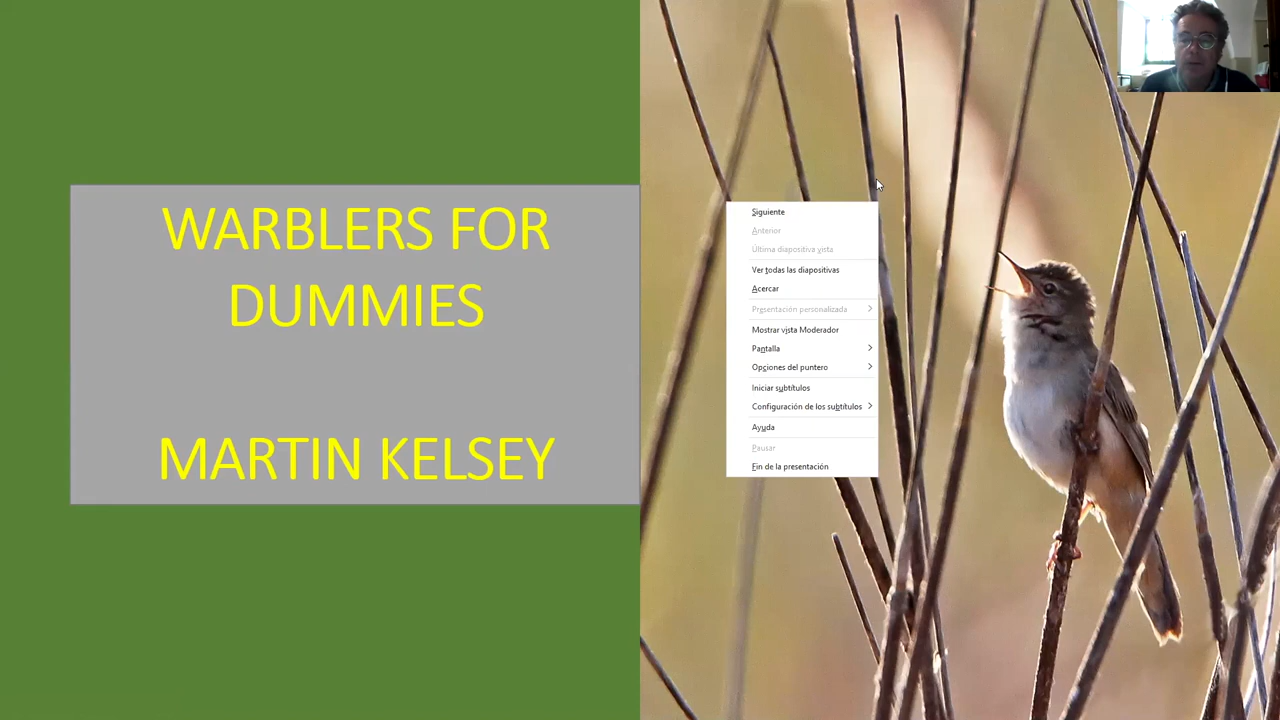 WARBLERS FOR
DUMMIES
MARTIN KELSEY
Siguiente
Anterior
Última diapositiva vista
Ver todas las diapositivas
Acercar
Presentación personalizada
Mostrar vista Moderador
Pantalla
Opciones del puntero
Iniciar subtítulos
Configuración de los subtítulos
Ayuda
Pausar
Fin de la presentación